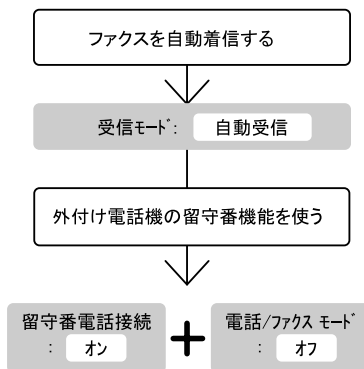 ファクスを自動着信する
受信ﾓｰﾄﾞ: 自動受信
外付け電話機の留守番機能を使う
留守番電話接続
: ｵﾝ
+
電話/ﾌｧｸｽ ﾓｰﾄﾞ
: ｵﾌ